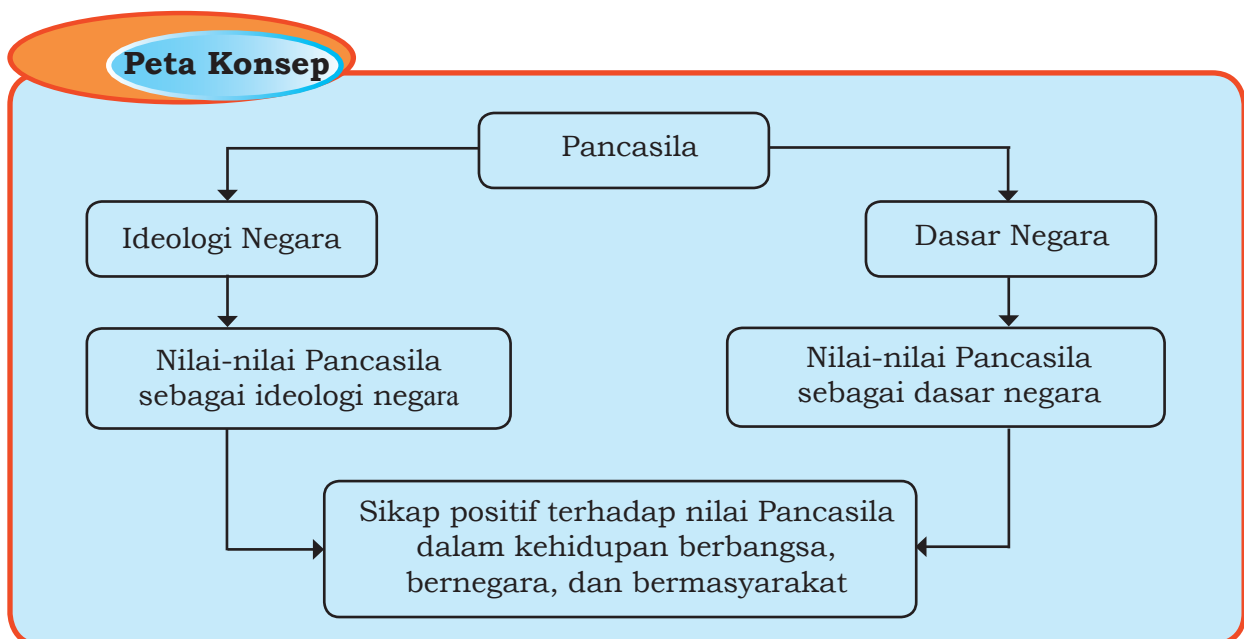 Peta Konsep
Pancasila
Ideologi Negara
Dasar Negara
Nilai-nilai Pancasila
sebagai ideologi negara
Nilai-nilai Pancasila
sebagai dasar negara
Sikap positif terhadap nilai Pancasila
dalam kehidupan berbangsa,
bernegara, dan bermasyarakat